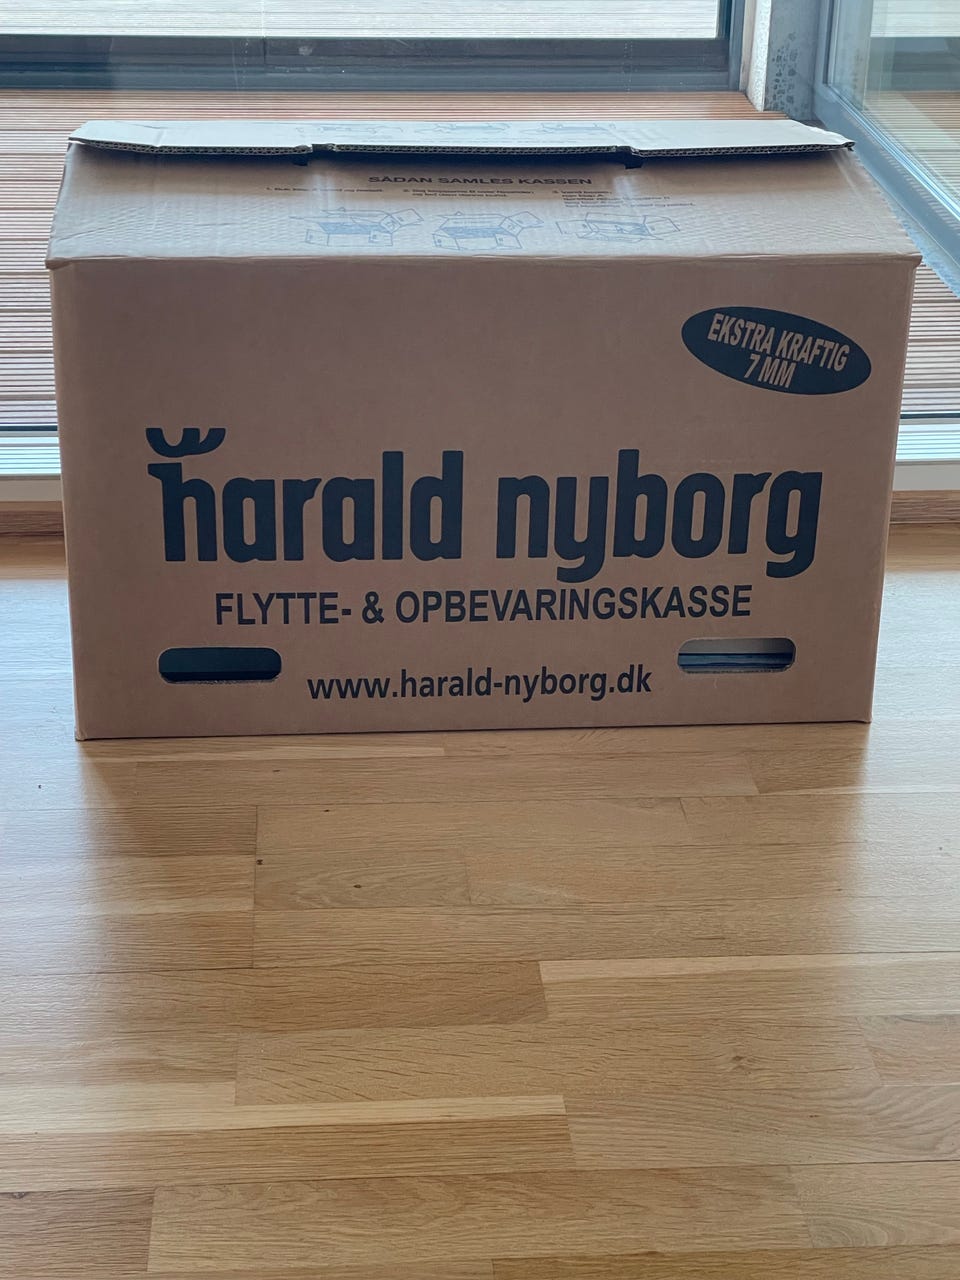 SÅDAN SAMLES KASSEN
EKSTRA KRAFTIG
7 MM
harald nyborg
FLYTTE- & OPBEVARINGSKASSE
www.harald-nyborg.dk